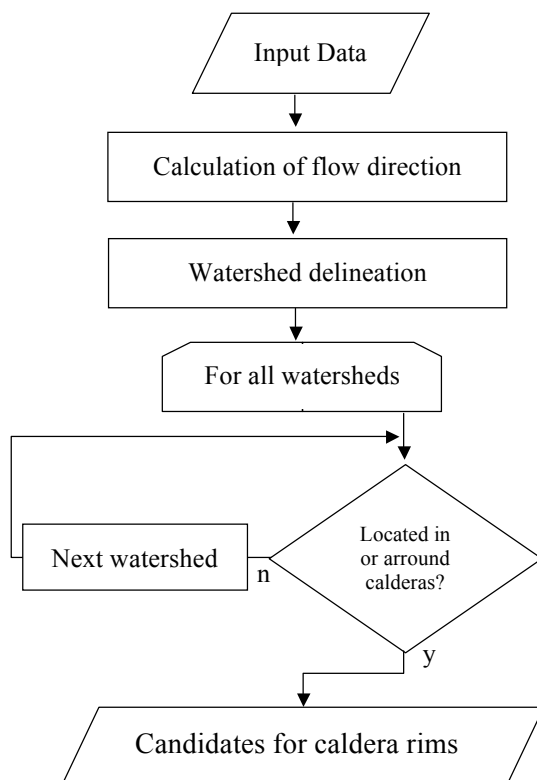 Input Data
Calculation of flow direction
Watershed delineation
For all watersheds
Located in
or arround
calderas?
Next watershed
n
y
Candidates for caldera rims